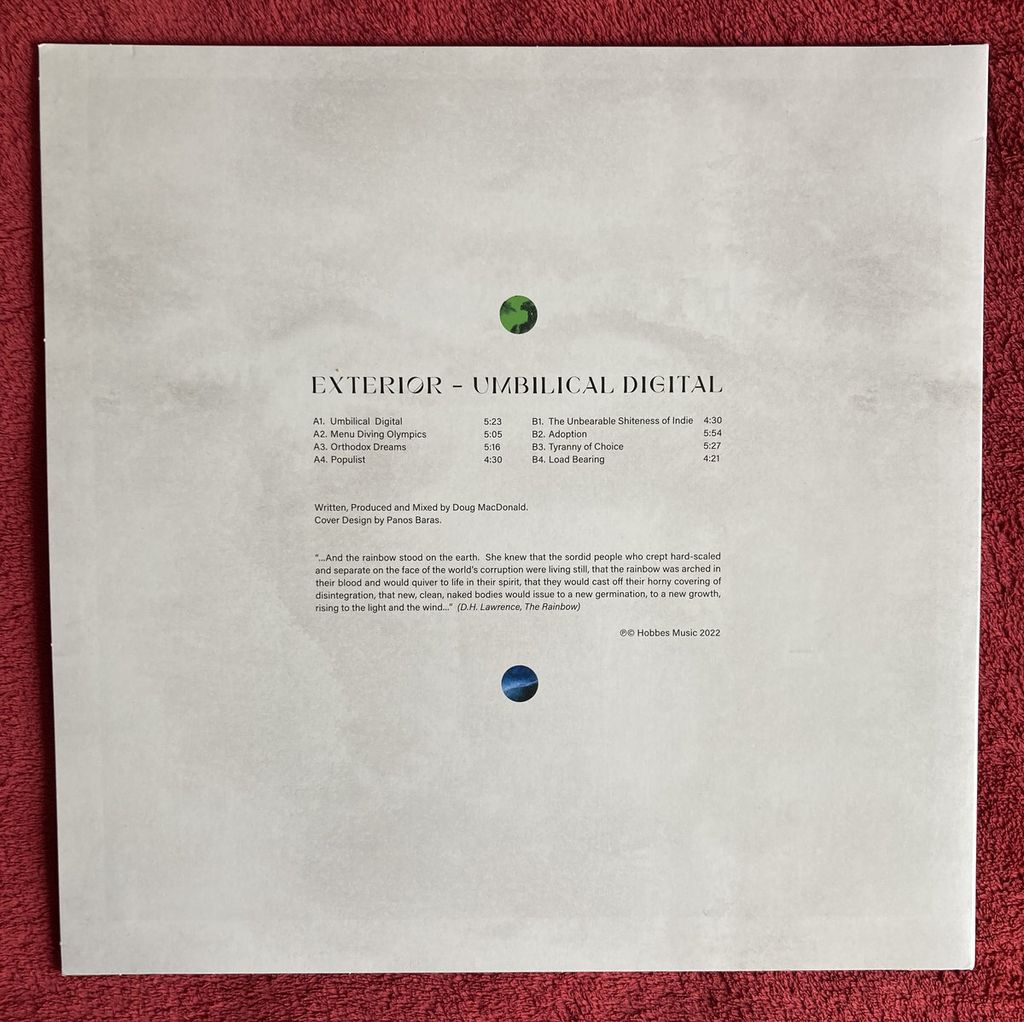 EXTERIOR – UMBILICAL DIGITAL
A1. Umbilical Digital 5:23
A2. Menu Diving Olympics 5:05
A3. Orthodox Dreams 5:16
A4. Populist 4:30
B1. The Unbearable Shiteness of Indie 4:30
B2. Adoption 5:54
B3. Tyranny of Choice 5:27
B4. Load Bearing 4:21
Written, Produced and Mixed by Doug MacDonald.
Cover Design by Panos Baras.
“...And the rainbow stood on the earth. She knew that the sordid people who crept hard-scaled
and separate on the face of the world’s corruption were living still, that the rainbow was arched in
their blood and would quiver to life in their spirit, that they would cast off their horny covering of
disintegration, that new, clean, naked bodies would issue to a new germination, to a new growth,
rising to the light and the wind...” (D.H. Lawrence, The Rainbow)
℗© Hobbes Music 2022